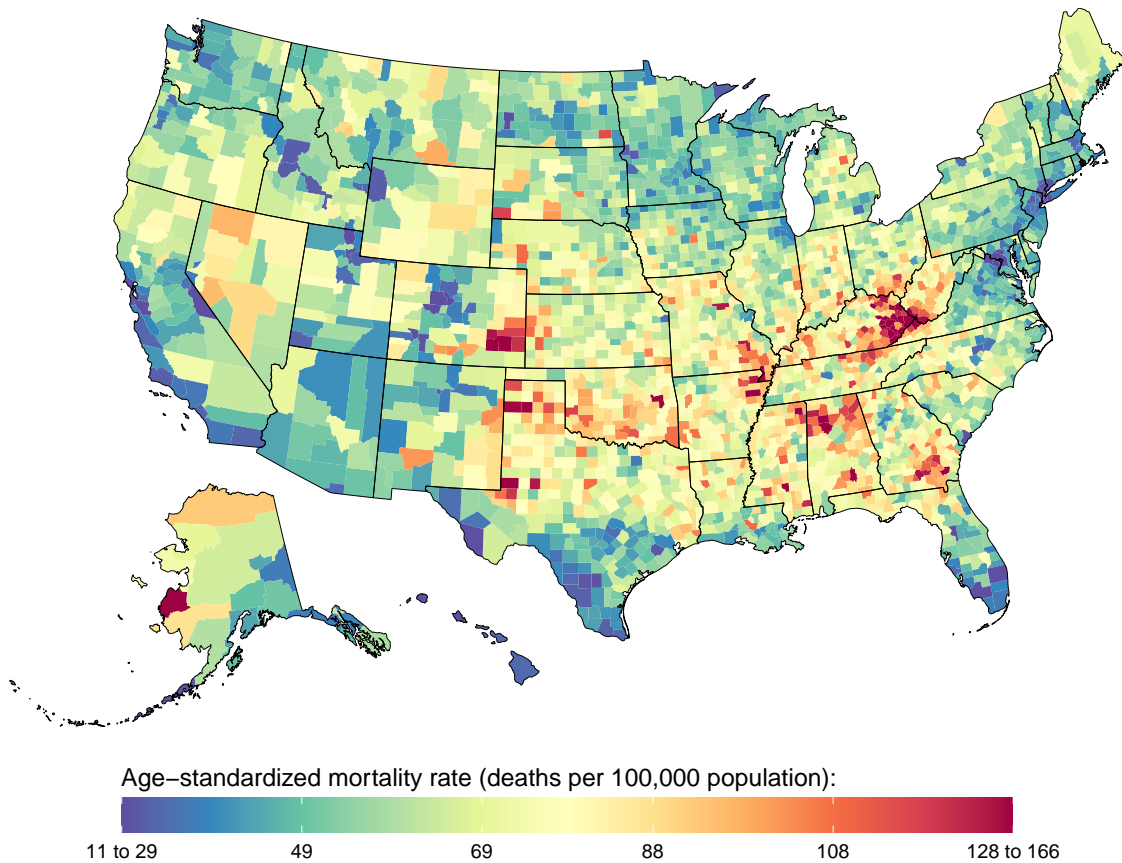 Age−standardized mortality rate (deaths per 100,000 population):
11 to 29 49 69 88 108 128 to 166